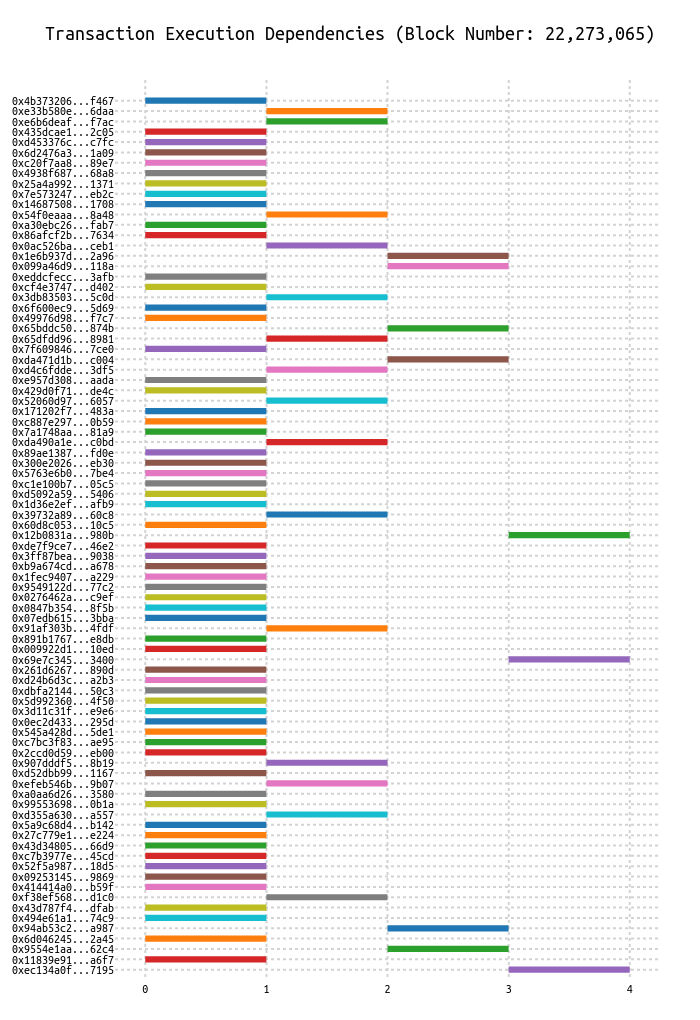 Transaction Execution Dependencies (Block Number: 22,273,065)
0x4b373206...f467
0xe33b580e...6daa
0xe6b6deaf...f7ac
0x435dcae1...2c05
0xd453376c...c7fc
0x6d2476a3...1a09
0xc20f7aa8...89e7
0x4938f687...68a8
0x25a4a992...1371
0x7e573247...eb2c
0x14687508...1708
0x54f0eaaa...8a48
0xa30ebc26...fab7
0x86afcf2b...7634
0x0ac526ba...ceb1
0x1e6b937d...2a96
0x099a46d9...118a
0xeddcfecc...3afb
0xcf4e3747...d402
0x3db83503...5c0d
0x6f600ec9...5d69
0x49976d98...f7c7
0x65bddc50...874b
0x65dfdd96...8981
0x7f609846...7ce0
0xda471d1b...c004
0xd4c6fdde...3df5
0xe957d308...aada
0x429d0f71...de4c
0x52060d97...6057
0x171202f7...483a
0xc887e297...0b59
0x7a1748aa...81a9
0xda490a1e...c0bd
0x89ae1387...fd0e
0x300e2026...eb30
0x5763e6b0...7be4
0xc1e100b7...05c5
0xd5092a59...5406
0x1d36e2ef...afb9
0x39732a89...60c8
0x60d8c053...10c5
0x12b0831a...980b
0xde7f9ce7...46e2
0x3ff87bea...9038
0xb9a674cd...a678
0x1fec9407...a229
0x9549122d...77c2
0x0276462a...c9ef
0x0847b354...8f5b
0x07edb615...3bba
0x91af303b...4fdf
0x891b1767...e8db
0x009922d1...10ed
0x69e7c345...3400
0x261d6267...890d
0xd24b6d3c...a2b3
0xdbfa2144...50c3
0x5d992360...4f50
0x3d11c31f...e9e6
0x0ec2d433...295d
0x545a428d...5de1
0xc7bc3f83...ae95
0x2ccd0d59...eb00
0x907dddf5...8b19
0xd52dbb99...1167
0xefeb546b...9b07
0xa0aa6d26...3580
0x99553698...0b1a
0xd355a630...a557
0x5a9c68d4...b142
0x27c779e1...e224
0x43d34805...66d9
0xc7b3977e...45cd
0x52f5a987...18d5
0x09253145...9869
0x414414a0...b59f
0xf38ef568...d1c0
0x43d787f4...dfab
0x494e61a1...74c9
0x94ab53c2...a987
0x6d046245...2a45
0x9554e1aa...62c4
0x11839e91...a6f7
0xec134a0f...7195
0 1 2 3 4